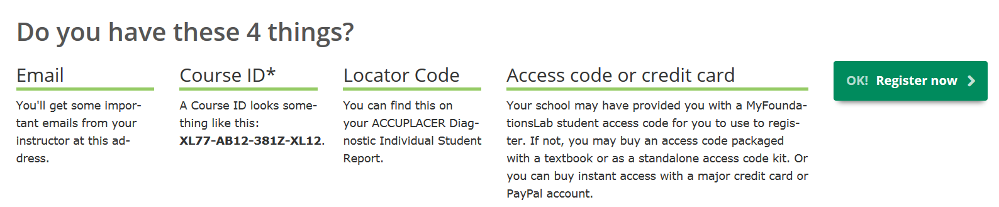 Do you have these 4 things?
Email
You'll get some impor-
tant emails from your
instructor at this ad-
dress.
Course ID*
A Course ID looks some-
thing like this:
XL77-AB12-381Z-XL12.
Locator Code
You can find this on
your ACCUPLACER Diag-
nostic Individual Student
Report.
Access code or credit card
Your school may have provided you with a MyFounda-
tionsLab student access code for you to use to regis-
ter. If not, you may buy an access code packaged
with a textbook or as a standalone access code kit. Or
you can buy instant access with a major credit card or
PayPal account.
OK! Register now